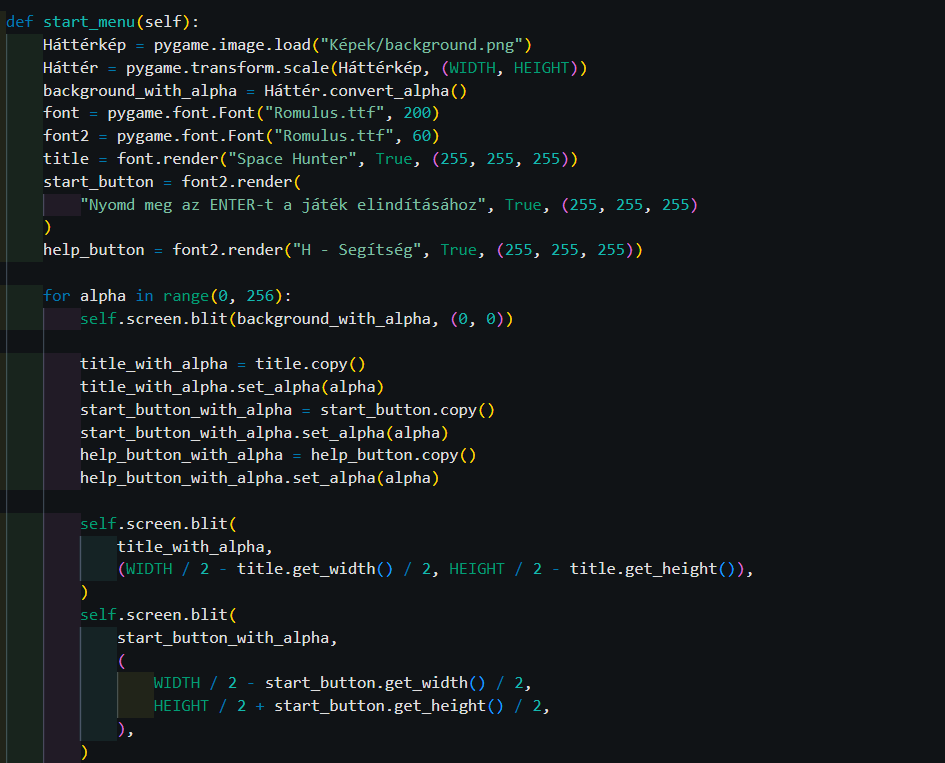 def start_menu(self):
    Háttérkép = pygame.image.load("Képek/background.png")
    Háttér = pygame.transform.scale(Háttérkép, (WIDTH, HEIGHT))
    background_with_alpha = Háttér.convert_alpha()
    font = pygame.font.Font("Romulus.ttf", 200)
    font2 = pygame.font.Font("Romulus.ttf", 60)
    title = font.render("Space Hunter", True, (255, 255, 255))
    start_button = font2.render(
        "Nyomd meg az ENTER-t a játék elindításához", True, (255, 255, 255)
    )
    help_button = font2.render("H - Segítség", True, (255, 255, 255))

    for alpha in range(0, 256):
        self.screen.blit(background_with_alpha, (0, 0))

        title_with_alpha = title.copy()
        title_with_alpha.set_alpha(alpha)
        start_button_with_alpha = start_button.copy()
        start_button_with_alpha.set_alpha(alpha)
        help_button_with_alpha = help_button.copy()
        help_button_with_alpha.set_alpha(alpha)

        self.screen.blit(
            title_with_alpha,
            (WIDTH / 2 - title.get_width() / 2, HEIGHT / 2 - title.get_height()),
        )
        self.screen.blit(
            start_button_with_alpha,
            (
                WIDTH / 2 - start_button.get_width() / 2,
                HEIGHT / 2 + start_button.get_height() / 2,
            ),
        )